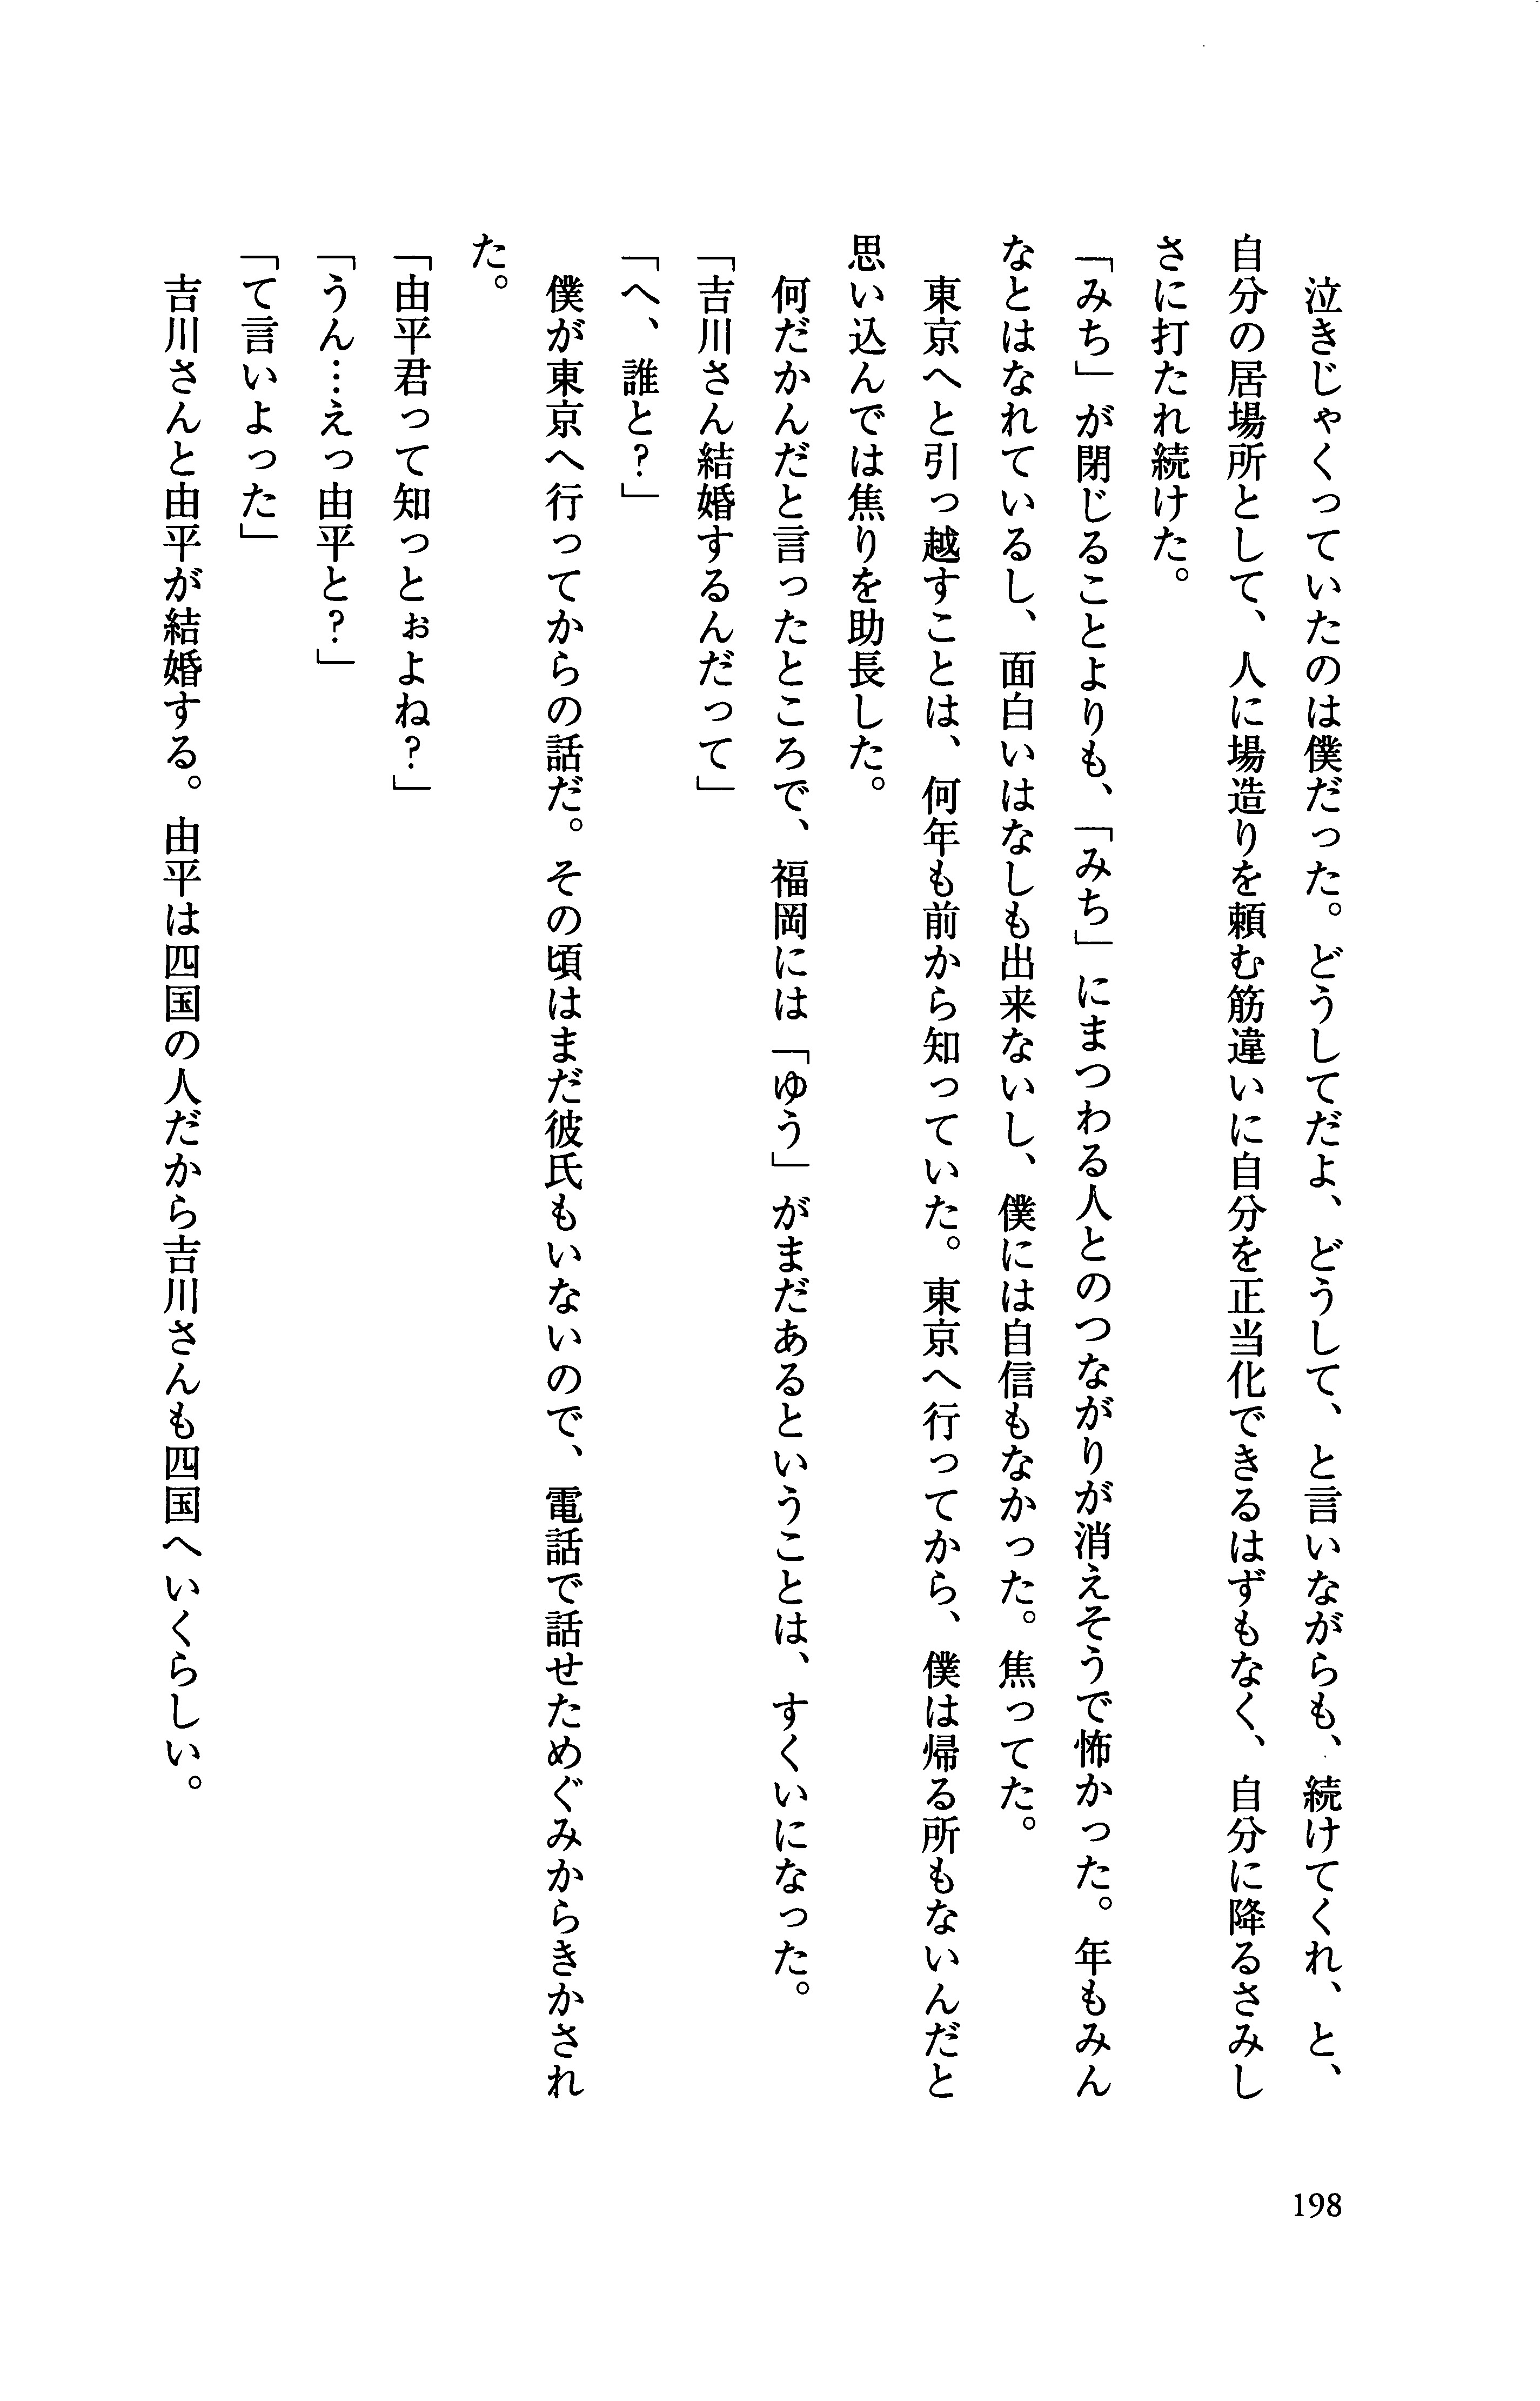 泣きじゃくっていたのは僕だった。どうしてだよ、どうして、と言いながらも、続けてくれ、と、
自分の居場所として、人に場造りを頼む筋違いに自分を正当化できるはずもなく、自分に降るさみし
さに打たれ続けた。
「みち」が閉じることよりも、「みち」にまつわる人とのつながりが消えそうで怖かった。年もみん
なとはなれているし、面白いはなしも出来ないし、僕には自信もなかった。焦ってた。
東京へと引っ越すことは、何年も前から知っていた。東京へ行ってから、僕は帰る所もないんだと
思い込んでは焦りを助長した。
何だかんだと言ったところで、福岡には「ゆう」がまだあるということは、すくいになった。
「吉川さん結婚するんだって」
「へ、誰と？」
僕が東京へ行ってからの話だ。その頃はまだ彼氏もいないので、電話で話せためぐみからきかされ
た。
「由平君って知っとぉよね？」
「うん…えっ由平と？」
「て言いよった」
吉川さんと由平が結婚する。由平は四国の人だから吉川さんも四国へいくらしい。
198